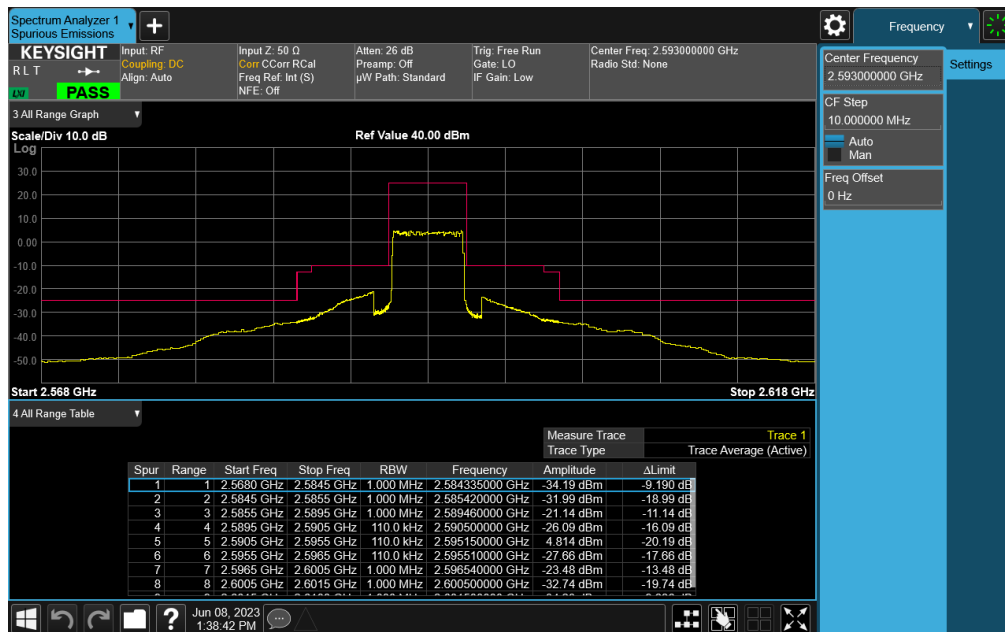 Spectrum Analyzer 1
Spurious Emissions
Frequency
KEYSIGHT
R L T
LXI
PASS
Input: RF
Coupling: DC
Align: Auto
Input Z: 50 Ω
Corr CCorr RCal
Freq Ref: Int (S)
NFE: Off
Atten: 26 dB
Preamp: Off
µW Path: Standard
Trig: Free Run
Gate: LO
IF Gain: Low
Center Freq: 2.593000000 GHz
Radio Std: None
Center Frequency
2.593000000 GHz
Settings
CF Step
10.000000 MHz
Auto
Man
Freq Offset
0 Hz
3 All Range Graph
Scale/Div 10.0 dB Ref Value 40.00 dBm
Log
30.0
20.0
10.0
0.00
-10.0
-20.0
-30.0
-40.0
-50.0
Start 2.568 GHz Stop 2.618 GHz
4 All Range Table
Measure Trace Trace 1
Trace Type Trace Average (Active)
Spur Range Start Freq Stop Freq RBW Frequency Amplitude ΔLimit
1 1 2.5680 GHz 2.5845 GHz 1.000 MHz 2.584335000 GHz -34.19 dBm -9.190 dB
2 2 2.5845 GHz 2.5855 GHz 1.000 MHz 2.585420000 GHz -31.99 dBm -18.99 dB
3 3 2.5855 GHz 2.5895 GHz 1.000 MHz 2.589460000 GHz -21.14 dBm -11.14 dB
4 4 2.5895 GHz 2.5905 GHz 110.0 kHz 2.590500000 GHz -26.09 dBm -16.09 dB
5 5 2.5905 GHz 2.5955 GHz 110.0 kHz 2.595150000 GHz 4.814 dBm -20.19 dB
6 6 2.5955 GHz 2.5965 GHz 110.0 kHz 2.595510000 GHz -27.66 dBm -17.66 dB
7 7 2.5965 GHz 2.6005 GHz 1.000 MHz 2.596540000 GHz -23.48 dBm -13.48 dB
8 8 2.6005 GHz 2.6015 GHz 1.000 MHz 2.600500000 GHz -32.74 dBm -19.74 dB
Jun 08, 2023
1:38:42 PM